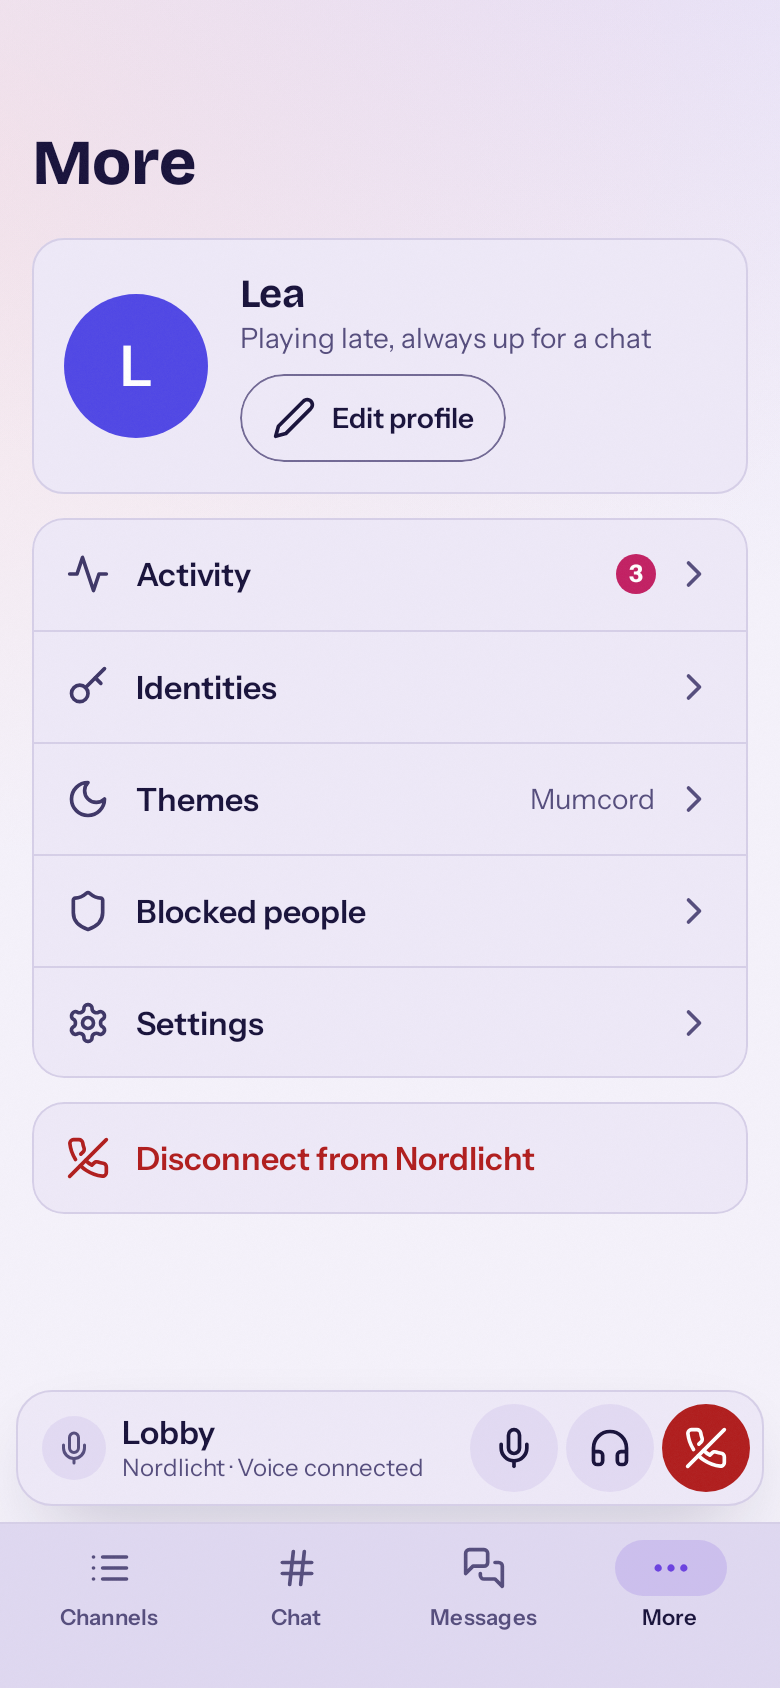 More
L
Lea
Playing late, always up for a chat
Edit profile
Activity
3
Identities
Themes
Mumcord
Blocked people
Settings
Disconnect from Nordlicht
Lobby
Nordlicht · Voice connected
Channels
Chat
Messages
More